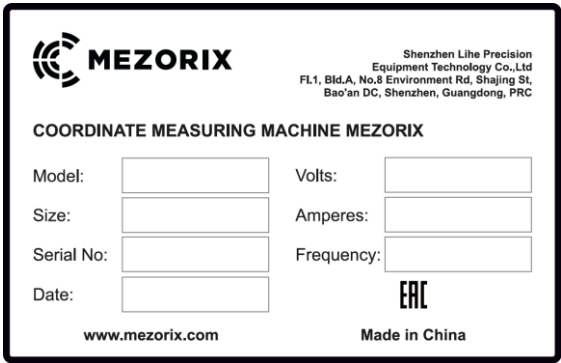 MEZORIX
Shenzhen Lihe Precision
Equipment Technology Co.,Ltd
Fl.1, Bld.A, No.8 Environment Rd, Shajing St,
Bao'an DC, Shenzhen, Guangdong, PRC
COORDINATE MEASURING MACHINE MEZORIX
Model:
Volts:
Size:
Amperes:
Serial No:
Frequency:
Date:
EAC
www.mezorix.com
Made in China